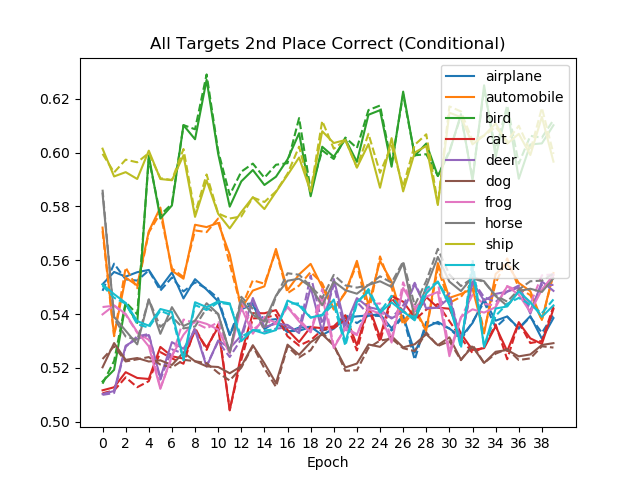 All Targets 2nd Place Correct (Conditional)
airplane
automobile
bird
cat
deer
dog
frog
horse
ship
truck
0.62
0.60
0.58
0.56
0.54
0.52
0.50
0 2 4 6 8 10 12 14 16 18 20 22 24 26 28 30 32 34 36 38
Epoch